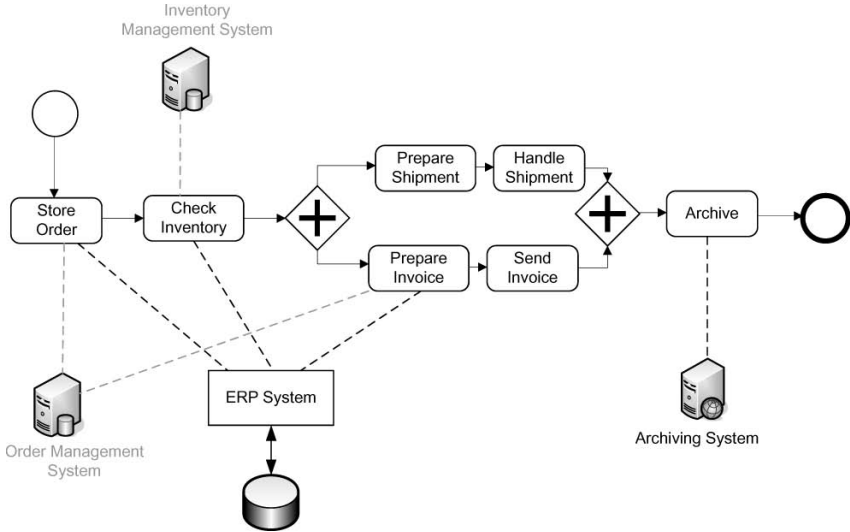 Inventory
Management System
Prepare
Shipment
Handle
Shipment
Store
Order
Check
Inventory
Archive
Prepare
Invoice
Send
Invoice
ERP System
Order Management
System
Archiving System